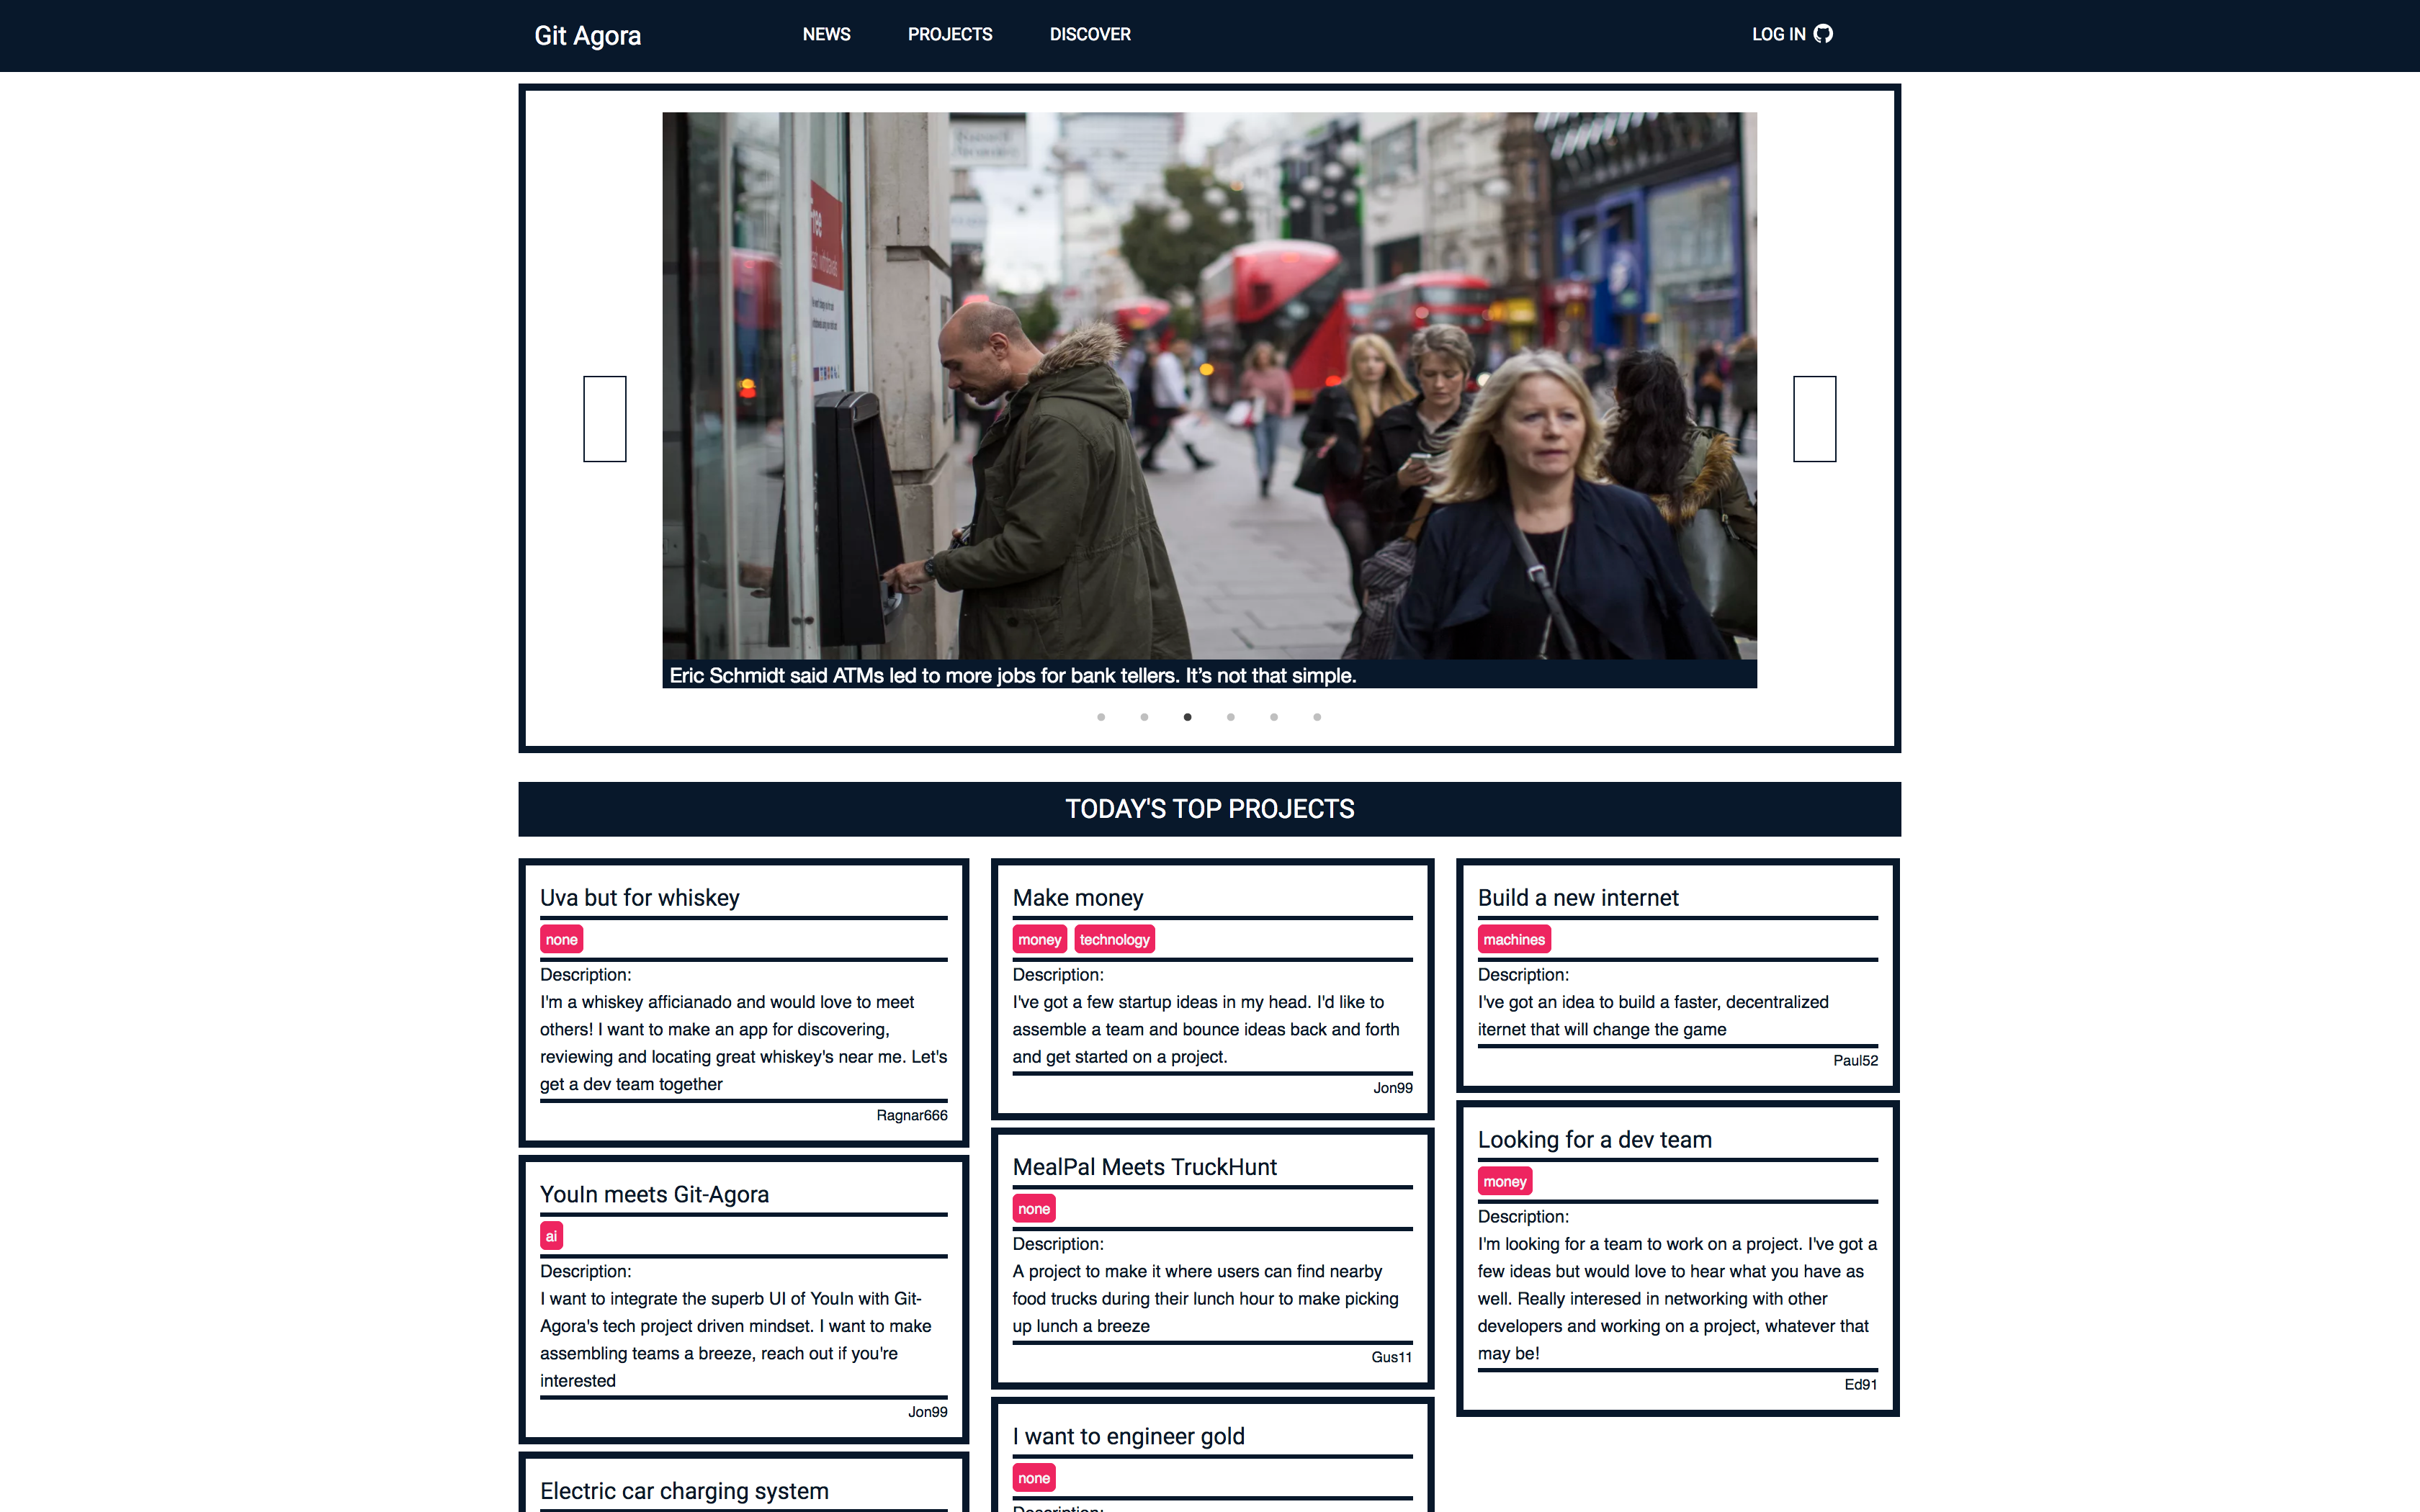 Git Agora
NEWS
PROJECTS
DISCOVER
LOG IN
free
Eric Schmidt said ATMs led to more jobs for bank tellers. It’s not that simple.
TODAY'S TOP PROJECTS
Uva but for whiskey
none
Description:
I'm a whiskey afficianado and would love to meet
others! I want to make an app for discovering,
reviewing and locating great whiskey's near me. Let's
get a dev team together
Ragnar666
YouIn meets Git-Agora
ai
Description:
I want to integrate the superb UI of YouIn with Git-
Agora's tech project driven mindset. I want to make
assembling teams a breeze, reach out if you're
interested
Jon99
Electric car charging system
Make money
money technology
Description:
I've got a few startup ideas in my head. I'd like to
assemble a team and bounce ideas back and forth
and get started on a project.
Jon99
MealPal Meets TruckHunt
none
Description:
A project to make it where users can find nearby
food trucks during their lunch hour to make picking
up lunch a breeze
Gus11
I want to engineer gold
none
Description:
Build a new internet
machines
Description:
I've got an idea to build a faster, decentralized
iternet that will change the game
Paul52
Looking for a dev team
money
Description:
I'm looking for a team to work on a project. I've got a
few ideas but would love to hear what you have as
well. Really interesed in networking with other
developers and working on a project, whatever that
may be!
Ed91